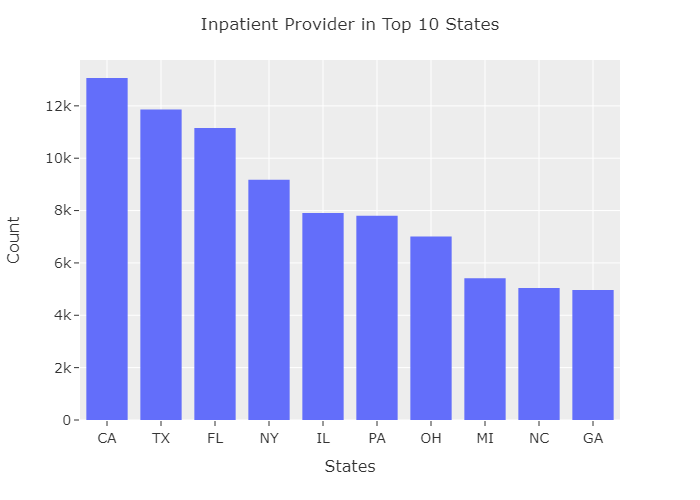 Inpatient Provider in Top 10 States
Count
12k
10k
8k
6k
4k
2k
0
CA TX FL NY IL PA OH MI NC GA
States